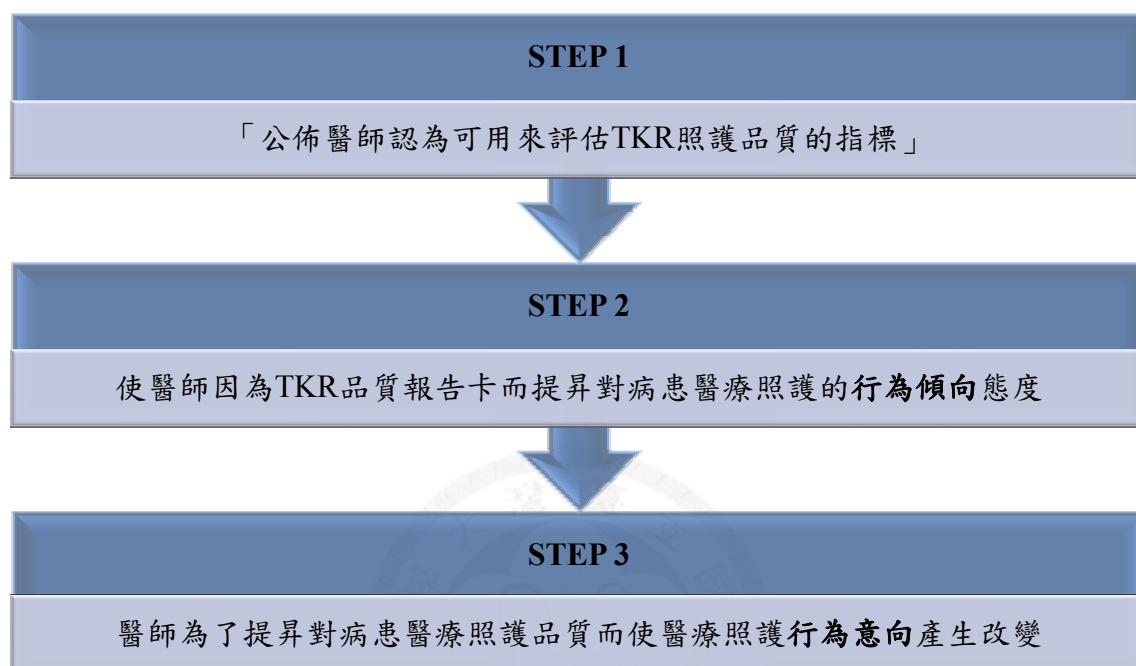 STEP 1
「公佈醫師認為可用來評估TKR照護品質的指標」
STEP 2
使醫師因為TKR品質報告卡而提昇對病患醫療照護的行為傾向態度
STEP 3
醫師為了提昇對病患醫療照護品質而使醫療照護行為意向產生改變